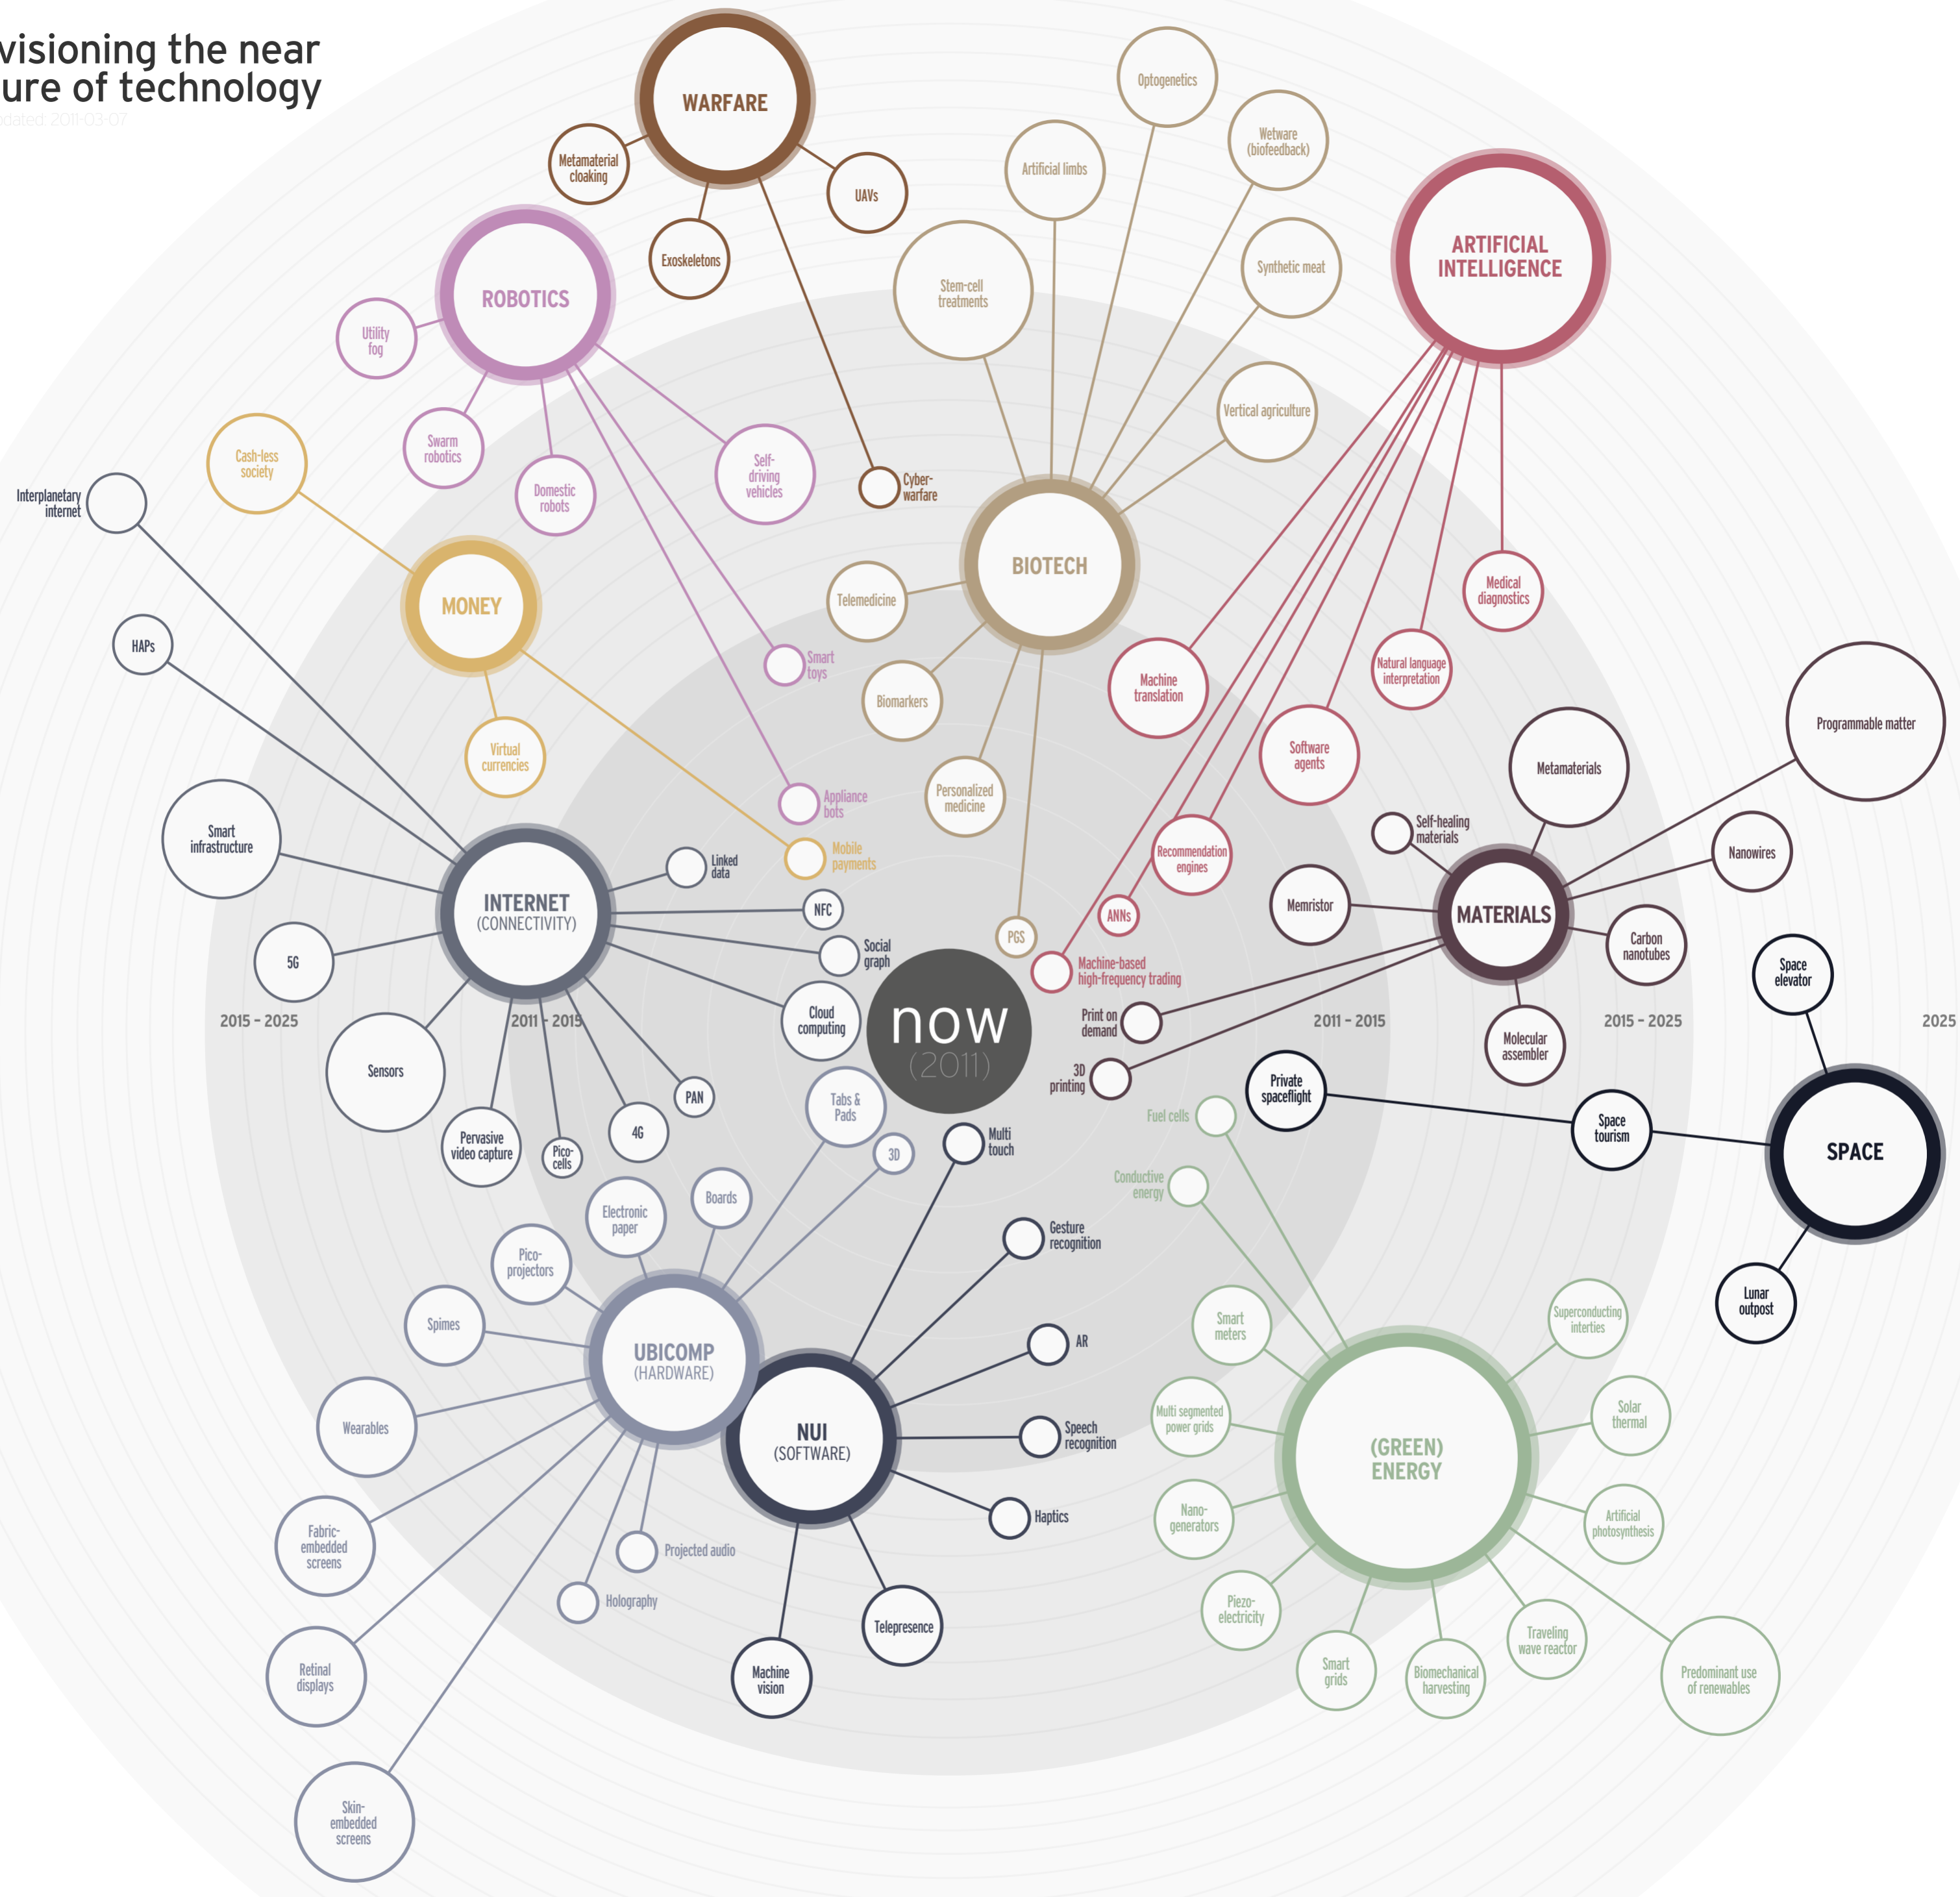 visioning the near
ure of technology
dated: 2011-03-07
WARFARE
Metamaterial
cloaking
UAVs
Exoskeletons
Cyber-
warfare
ROBOTICS
Utility
fog
Swarm
robotics
Domestic
robots
Self-
driving
vehicles
Smart
toys
Appliance
bots
Optogenetics
Wetware
(biofeedback)
Artificial limbs
Synthetic meat
Stem-cell
treatments
Vertical agriculture
BIOTECH
Telemedicine
Biomarkers
Personalized
medicine
PGS
ARTIFICIAL
INTELLIGENCE
Medical
diagnostics
Natural language
interpretation
Machine
translation
Software
agents
Recommendation
engines
ANNs
Machine-based
high-frequency trading
Cash-less
society
MONEY
Virtual
currencies
Mobile
payments
Interplanetary
internet
HAPs
Smart
infrastructure
INTERNET
(CONNECTIVITY)
Linked
data
NFC
Social
graph
Cloud
computing
5G
Sensors
Pervasive
video capture
Pico-
cells
4G
PAN
2015 – 2025
2011 – 2015
now
(2011)
2011 – 2015
2015 – 2025
2025
Programmable matter
Metamaterials
Self-healing
materials
Nanowires
Memristor
MATERIALS
Carbon
nanotubes
Molecular
assembler
Print on
demand
3D
printing
Space
elevator
Private
spaceflight
Space
tourism
SPACE
Lunar
outpost
Tabs &
Pads
3D
Boards
Electronic
paper
Pico-
projectors
Spimes
UBICOMP
(HARDWARE)
Wearables
Fabric-
embedded
screens
Retinal
displays
Skin-
embedded
screens
Projected audio
Holography
Multi
touch
Gesture
recognition
AR
Speech
recognition
Haptics
NUI
(SOFTWARE)
Telepresence
Machine
vision
Fuel cells
Conductive
energy
Smart
meters
Superconducting
interties
Multi segmented
power grids
Solar
thermal
(GREEN)
ENERGY
Nano-
generators
Artificial
photosynthesis
Piezo-
electricity
Smart
grids
Biomechanical
harvesting
Traveling
wave reactor
Predominant use
of renewables